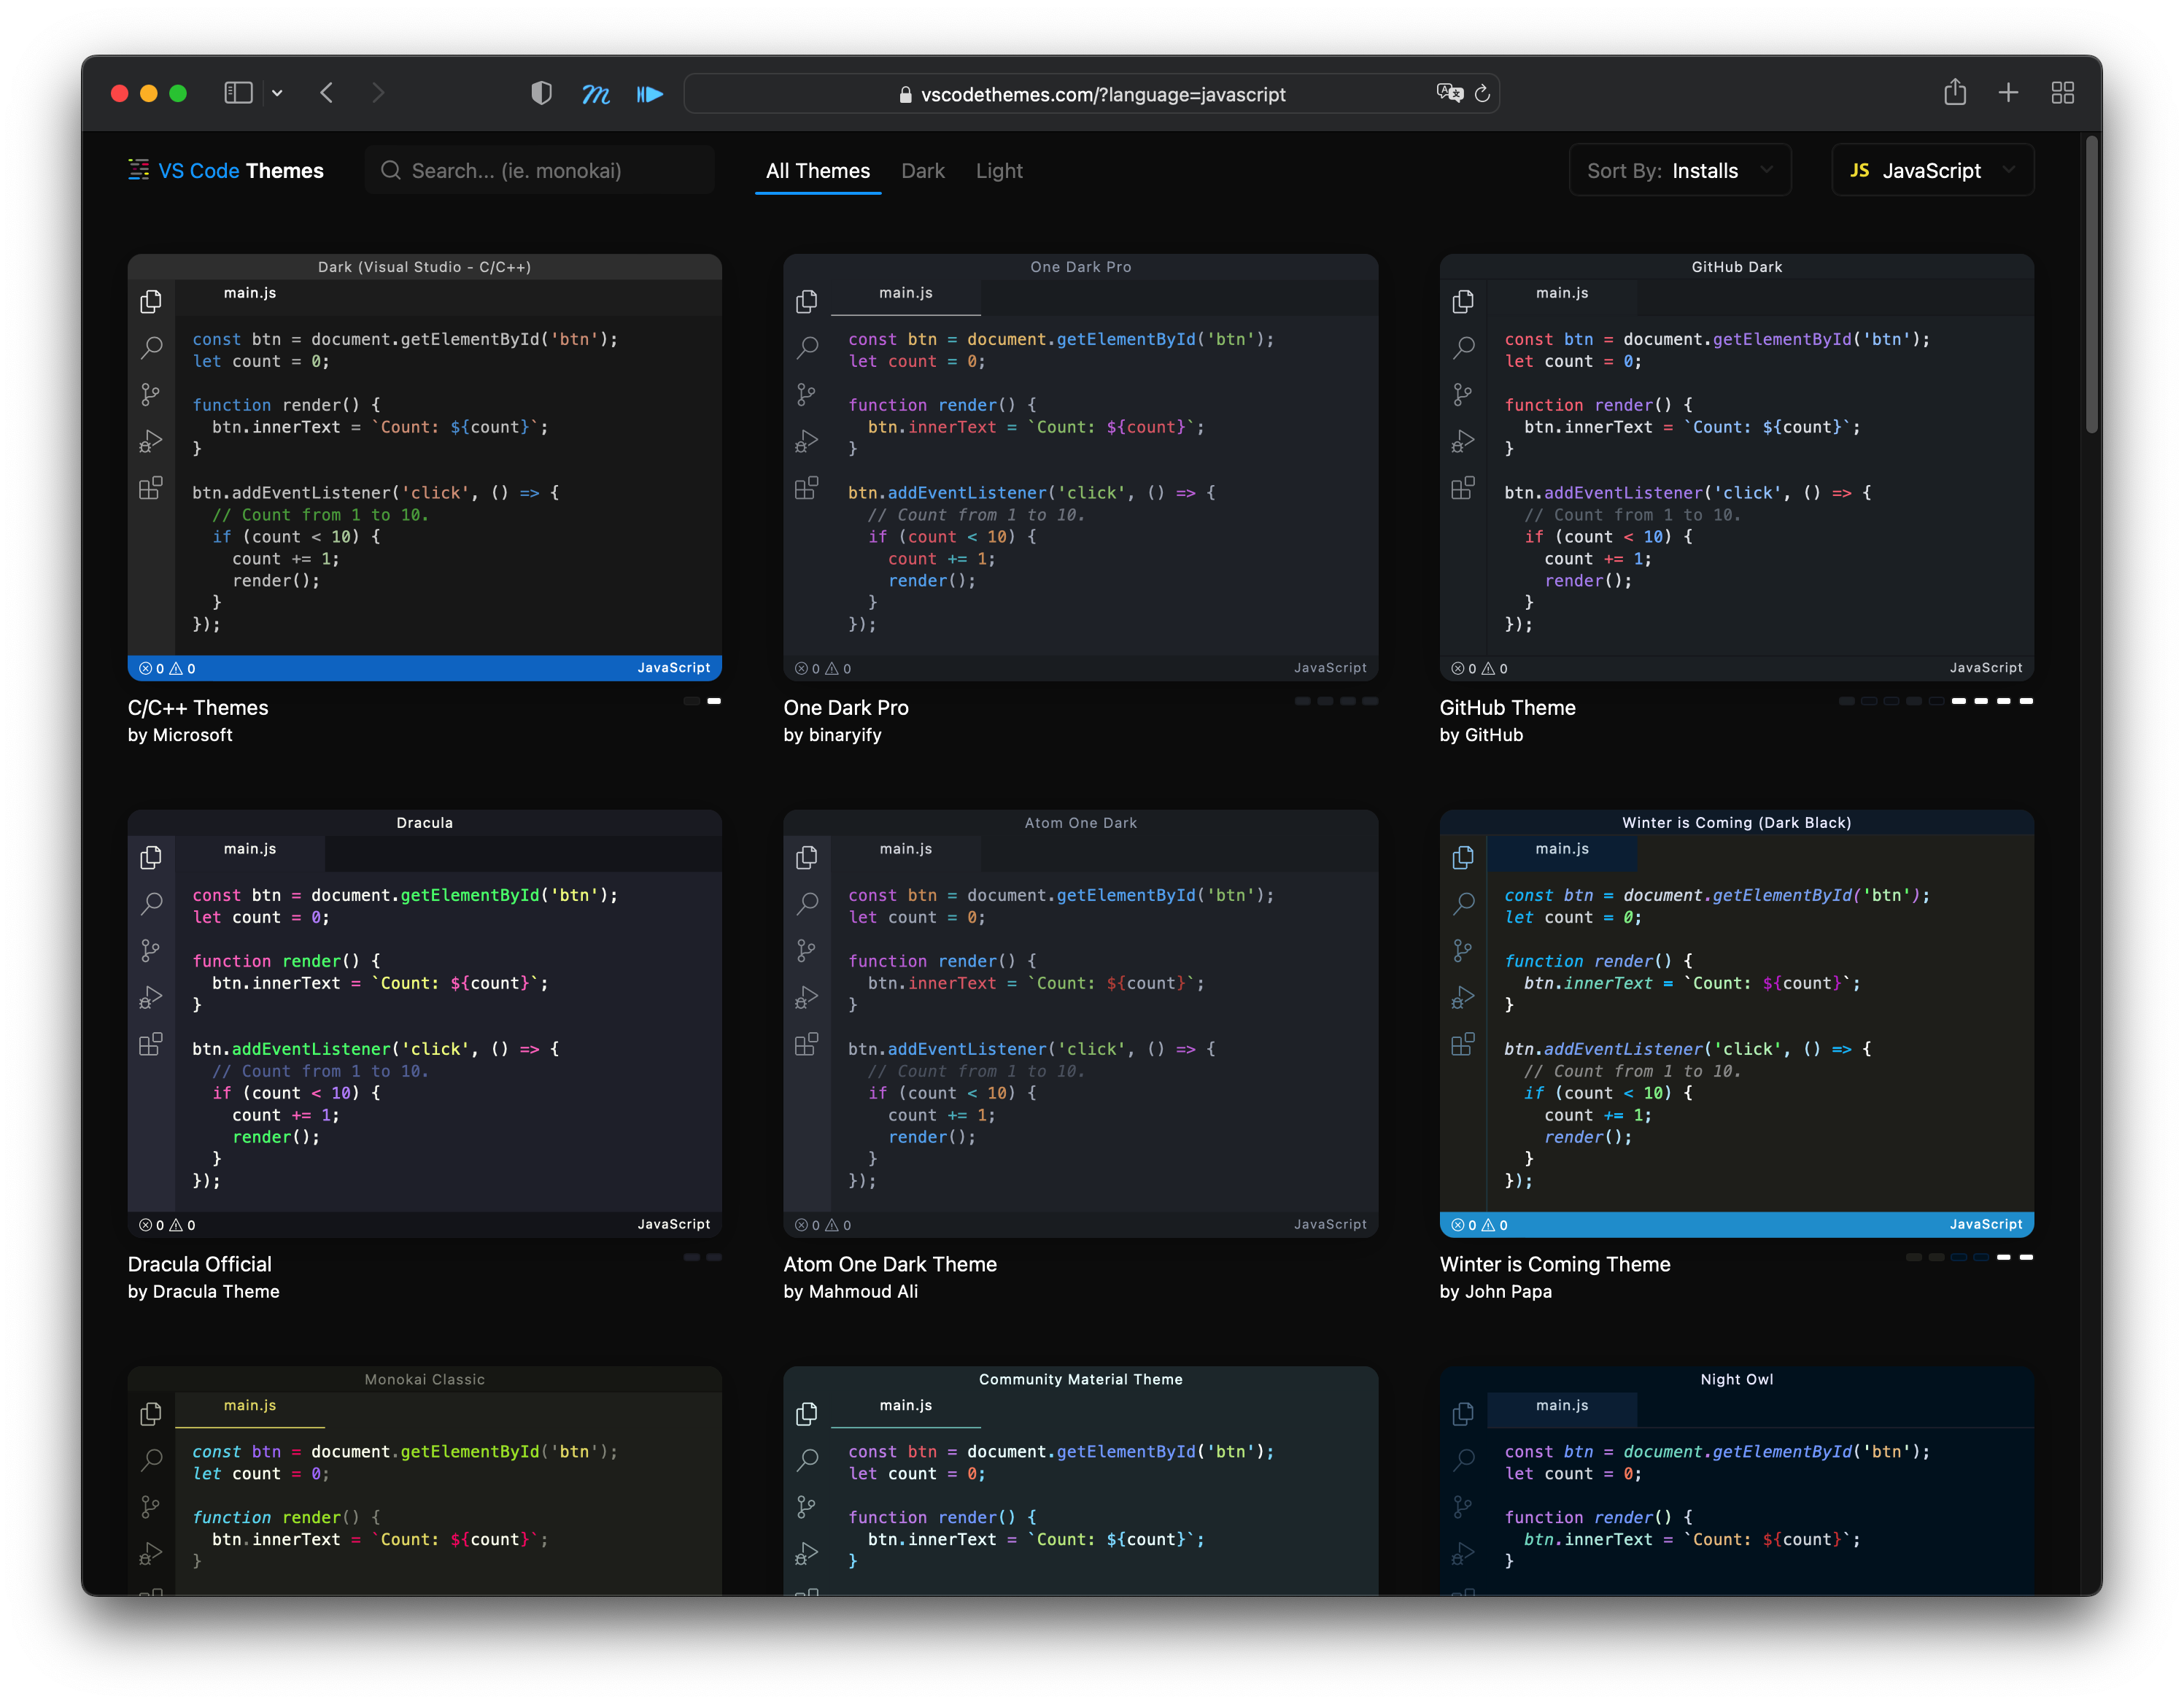 vscodethemes.com/?language=javascript
VS Code Themes
Search... (ie. monokai)
All Themes Dark Light
Sort By: Installs
JS JavaScript
Dark (Visual Studio - C/C++)
main.js
const btn = document.getElementById('btn');
let count = 0;
function render() {
btn.innerText = `Count: ${count}`;
}
btn.addEventListener('click', () => {
// Count from 1 to 10.
if (count < 10) {
count += 1;
render();
}
});
0 0 JavaScript
C/C++ Themes
by Microsoft
One Dark Pro
main.js
const btn = document.getElementById('btn');
let count = 0;
function render() {
btn.innerText = `Count: ${count}`;
}
btn.addEventListener('click', () => {
// Count from 1 to 10.
if (count < 10) {
count += 1;
render();
}
});
0 0 JavaScript
One Dark Pro
by binaryify
GitHub Dark
main.js
const btn = document.getElementById('btn');
let count = 0;
function render() {
btn.innerText = `Count: ${count}`;
}
btn.addEventListener('click', () => {
// Count from 1 to 10.
if (count < 10) {
count += 1;
render();
}
});
0 0 JavaScript
GitHub Theme
by GitHub
Dracula
main.js
const btn = document.getElementById('btn');
let count = 0;
function render() {
btn.innerText = `Count: ${count}`;
}
btn.addEventListener('click', () => {
// Count from 1 to 10.
if (count < 10) {
count += 1;
render();
}
});
0 0 JavaScript
Dracula Official
by Dracula Theme
Atom One Dark
main.js
const btn = document.getElementById('btn');
let count = 0;
function render() {
btn.innerText = `Count: ${count}`;
}
btn.addEventListener('click', () => {
// Count from 1 to 10.
if (count < 10) {
count += 1;
render();
}
});
0 0 JavaScript
Atom One Dark Theme
by Mahmoud Ali
Winter is Coming (Dark Black)
main.js
const btn = document.getElementById('btn');
let count = 0;
function render() {
btn.innerText = `Count: ${count}`;
}
btn.addEventListener('click', () => {
// Count from 1 to 10.
if (count < 10) {
count += 1;
render();
}
});
0 0 JavaScript
Winter is Coming Theme
by John Papa
Monokai Classic
main.js
const btn = document.getElementById('btn');
let count = 0;
function render() {
btn.innerText = `Count: ${count}`;
}
Community Material Theme
main.js
const btn = document.getElementById('btn');
let count = 0;
function render() {
btn.innerText = `Count: ${count}`;
}
Night Owl
main.js
const btn = document.getElementById('btn');
let count = 0;
function render() {
btn.innerText = `Count: ${count}`;
}